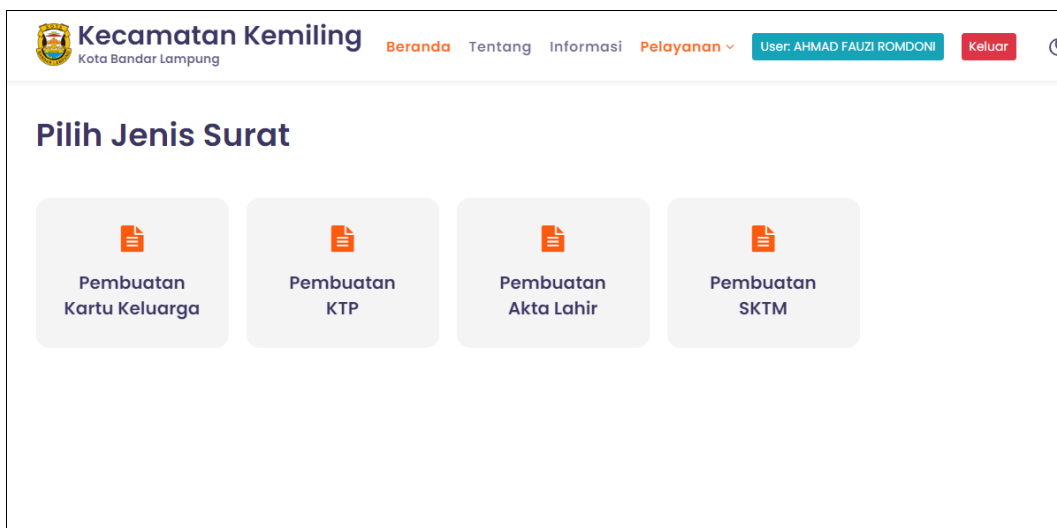 Kecamatan Kemiling
Kota Bandar Lampung
Beranda Tentang Informasi Pelayanan User: AHMAD FAUZI ROMDONI Keluar
Pilih Jenis Surat
Pembuatan
Kartu Keluarga
Pembuatan
KTP
Pembuatan
Akta Lahir
Pembuatan
SKTM